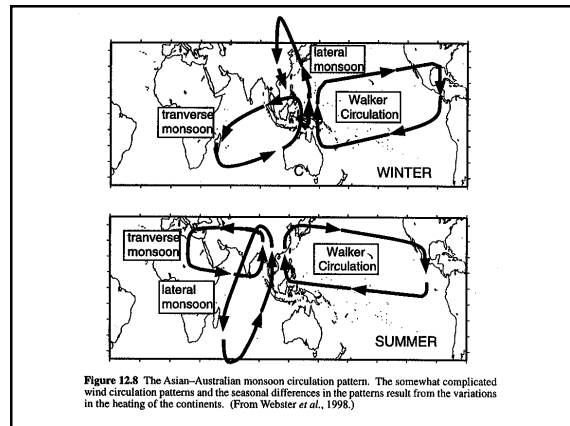 lateral
monsoon
tranverse
monsoon
Walker
Circulation
C
WINTER
tranverse
monsoon
Walker
Circulation
lateral
monsoon
SUMMER
Figure 12.8 The Asian–Australian monsoon circulation pattern. The somewhat complicated
wind circulation patterns and the seasonal differences in the patterns result from the variations
in the heating of the continents. (From Webster et al., 1998.)